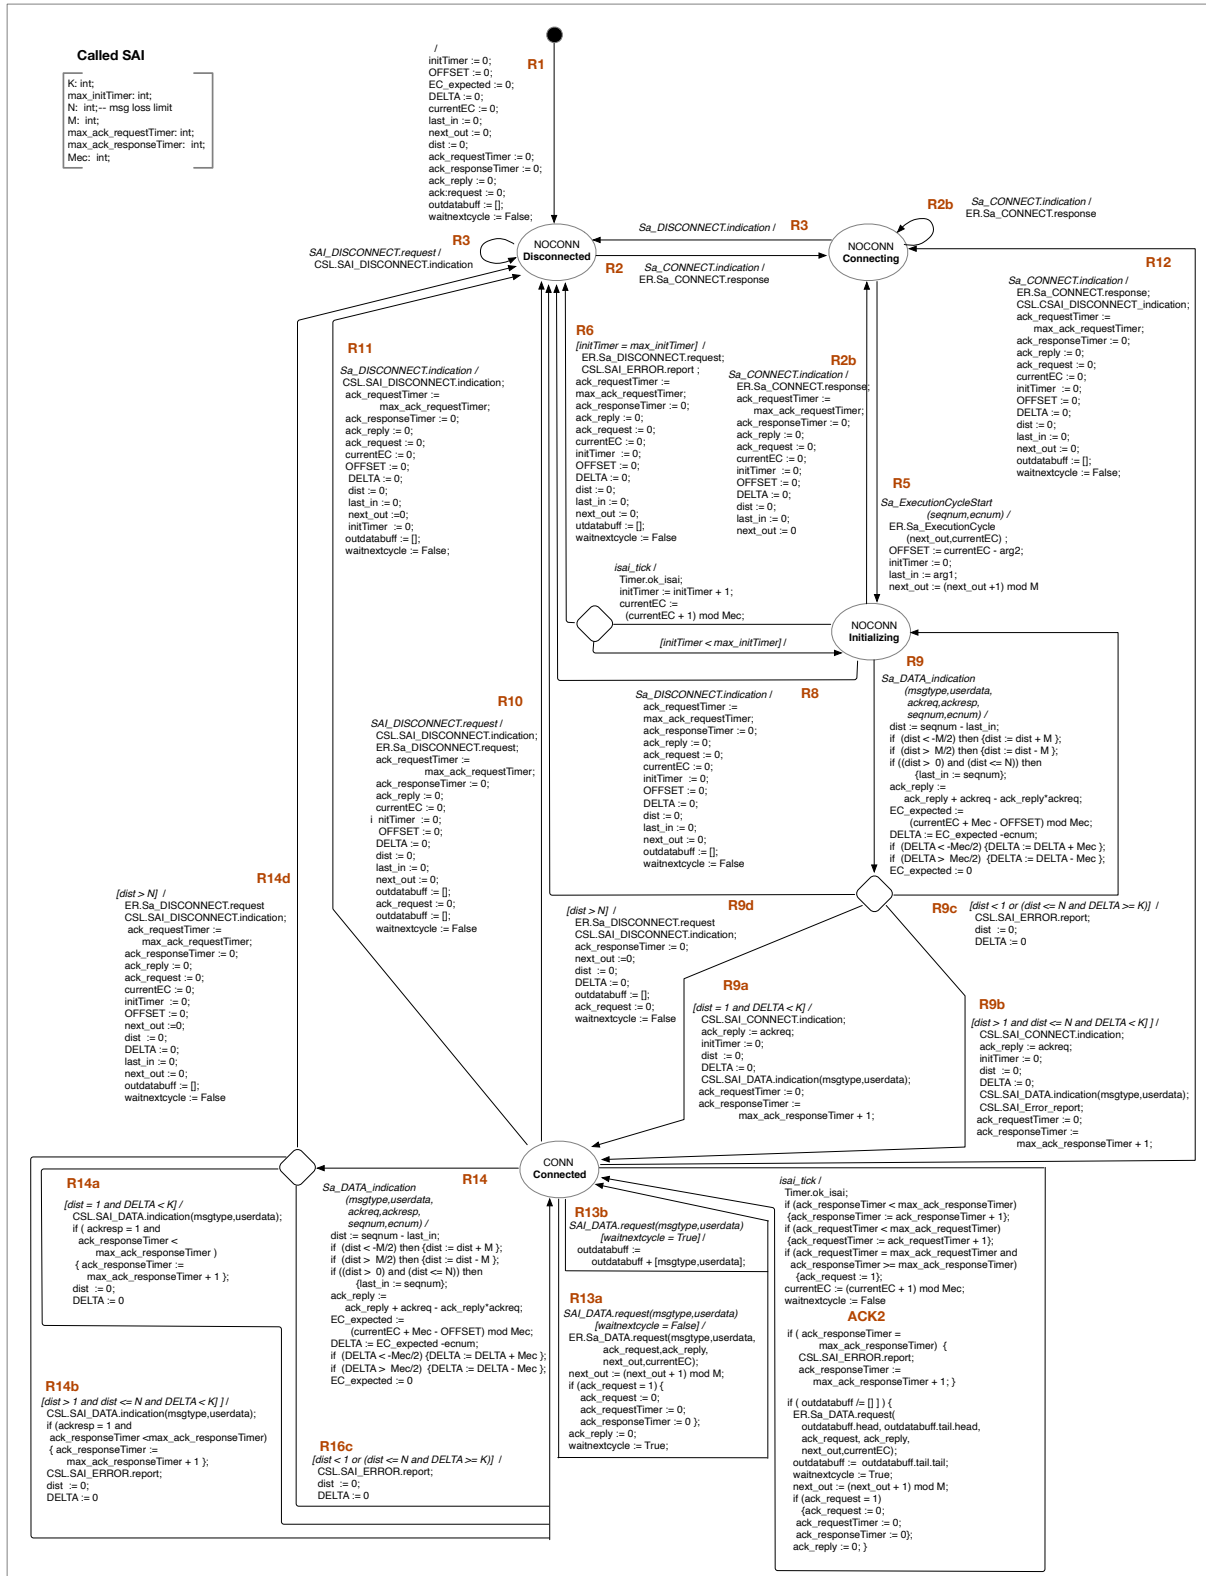 Called SAI
K: int;
max_initTimer: int;
N:  int;-- msg loss limit
M:  int;
max_ack_requestTimer: int;
max_ack_responseTimer:  int;
Mec:  int;
/
initTimer := 0;
OFFSET := 0;
EC_expected := 0;
DELTA := 0;
currentEC := 0;
last_in := 0;
next_out := 0;
dist := 0;
ack_requestTimer := 0;
ack_responseTimer := 0;
ack_reply := 0;
ack:request := 0;
outdatabuff := [];
waitnextcycle := False;
R1
R3
SAI_DISCONNECT.request /
CSL.SAI_DISCONNECT.indication
NOCONN
Disconnected
Sa_DISCONNECT.indication /
R3
R2
Sa_CONNECT.indication /
ER.Sa_CONNECT.response
NOCONN
Connecting
R2b
Sa_CONNECT.indication /
ER.Sa_CONNECT.response
R12
Sa_CONNECT.indication /
ER.Sa_CONNECT.response;
CSL.CSAI_DISCONNECT_indication;
ack_requestTimer :=
max_ack_requestTimer;
ack_responseTimer := 0;
ack_reply := 0;
ack_request := 0;
currentEC := 0;
initTimer  := 0;
OFFSET := 0;
DELTA := 0;
dist := 0;
last_in := 0;
next_out := 0;
outdatabuff := [];
waitnextcycle := False;
R11
Sa_DISCONNECT.indication /
CSL.SAI_DISCONNECT.indication;
ack_requestTimer :=
max_ack_requestTimer;
ack_responseTimer := 0;
ack_reply := 0;
ack_request := 0;
currentEC := 0;
OFFSET := 0;
DELTA := 0;
dist := 0;
last_in := 0;
next_out :=0;
initTimer  := 0;
outdatabuff := [];
waitnextcycle := False;
R6
[initTimer = max_initTimer]  /
ER.Sa_DISCONNECT.request;
CSL.SAI_ERROR.report ;
ack_requestTimer :=
max_ack_requestTimer;
ack_responseTimer := 0;
ack_reply := 0;
ack_request := 0;
currentEC := 0;
initTimer  := 0;
OFFSET := 0;
DELTA := 0;
dist := 0;
last_in := 0;
next_out := 0;
utdatabuff := [];
waitnextcycle := False
R2b
Sa_CONNECT.indication /
ER.Sa_CONNECT.response;
ack_requestTimer :=
max_ack_requestTimer;
ack_responseTimer := 0;
ack_reply := 0;
ack_request := 0;
currentEC := 0;
initTimer  := 0;
OFFSET := 0;
DELTA := 0;
dist := 0;
last_in := 0;
next_out := 0
R5
Sa_ExecutionCycleStart
(seqnum,ecnum) /
ER.Sa_ExecutionCycle
(next_out,currentEC) ;
OFFSET := currentEC - arg2;
initTimer := 0;
last_in := arg1;
next_out := (next_out +1) mod M
isai_tick /
Timer.ok_isai;
initTimer := initTimer + 1;
currentEC :=
(currentEC + 1) mod Mec;
[initTimer < max_initTimer] /
NOCONN
Initializing
R8
Sa_DISCONNECT.indication /
ack_requestTimer :=
max_ack_requestTimer;
ack_responseTimer := 0;
ack_reply := 0;
ack_request := 0;
currentEC := 0;
initTimer  := 0;
OFFSET := 0;
DELTA := 0;
dist := 0;
last_in := 0;
next_out := 0;
outdatabuff := [];
waitnextcycle := False
R9
Sa_DATA_indication
(msgtype,userdata,
ackreq,ackresp,
seqnum,ecnum) /
dist := seqnum - last_in;
if  (dist < -M/2) then {dist := dist + M };
if  (dist >  M/2) then {dist := dist - M };
if ((dist >  0) and (dist <= N)) then
{last_in := seqnum};
ack_reply :=
ack_reply + ackreq - ack_reply*ackreq;
EC_expected :=
(currentEC + Mec - OFFSET) mod Mec;
DELTA := EC_expected -ecnum;
if  (DELTA < -Mec/2) {DELTA := DELTA + Mec };
if  (DELTA >  Mec/2)  {DELTA := DELTA - Mec };
EC_expected := 0
R10
SAI_DISCONNECT.request /
CSL.SAI_DISCONNECT.indication;
ER.Sa_DISCONNECT.request;
ack_requestTimer :=
max_ack_requestTimer;
ack_responseTimer := 0;
ack_reply := 0;
currentEC := 0;
i  nitTimer  := 0;
OFFSET := 0;
DELTA := 0;
dist := 0;
last_in := 0;
next_out := 0;
outdatabuff := [];
ack_request := 0;
outdatabuff := [];
waitnextcycle := False
R14d
[dist > N]  /
ER.Sa_DISCONNECT.request
CSL.SAI_DISCONNECT.indication;
ack_requestTimer :=
max_ack_requestTimer;
ack_responseTimer := 0;
ack_reply := 0;
ack_request := 0;
currentEC := 0;
initTimer  := 0;
OFFSET := 0;
next_out :=0;
dist  := 0;
DELTA := 0;
last_in := 0;
next_out := 0;
outdatabuff := [];
waitnextcycle := False
R9d
[dist > N] /
ER.Sa_DISCONNECT.request
CSL.SAI_DISCONNECT.indication;
ack_responseTimer := 0;
next_out :=0;
dist  := 0;
DELTA := 0;
outdatabuff := [];
ack_request := 0;
waitnextcycle := False
R9c
[dist < 1 or (dist <= N and DELTA >= K)]  /
CSL.SAI_ERROR.report;
dist  := 0;
DELTA := 0
R9a
[dist = 1 and DELTA < K] /
CSL.SAI_CONNECT.indication;
ack_reply := ackreq;
initTimer := 0;
dist  := 0;
DELTA := 0;
CSL.SAI_DATA.indication(msgtype,userdata);
ack_requestTimer := 0;
ack_responseTimer :=
max_ack_responseTimer + 1;
R9b
[dist > 1 and dist <= N and DELTA < K] ] /
CSL.SAI_CONNECT.indication;
ack_reply := ackreq;
initTimer := 0;
dist  := 0;
DELTA := 0;
CSL.SAI_DATA.indication(msgtype,userdata);
CSL.SAI_Error_report;
ack_requestTimer := 0;
ack_responseTimer :=
max_ack_responseTimer + 1;
CONN
Connected
R14a
[dist = 1 and DELTA < K] /
CSL.SAI_DATA.indication(msgtype,userdata);
if ( ackresp = 1 and
ack_responseTimer <
max_ack_responseTimer )
{ ack_responseTimer :=
max_ack_responseTimer + 1 };
dist  := 0;
DELTA := 0
R14
Sa_DATA_indication
(msgtype,userdata,
ackreq,ackresp,
seqnum,ecnum) /
dist := seqnum - last_in;
if  (dist < -M/2) then {dist := dist + M };
if  (dist >  M/2) then {dist := dist - M };
if ((dist >  0) and (dist <= N)) then
{last_in := seqnum};
ack_reply :=
ack_reply + ackreq - ack_reply*ackreq;
EC_expected :=
(currentEC + Mec - OFFSET) mod Mec;
DELTA := EC_expected -ecnum;
if  (DELTA < -Mec/2) {DELTA := DELTA + Mec };
if  (DELTA >  Mec/2)  {DELTA := DELTA - Mec };
EC_expected := 0
R13b
SAI_DATA.request(msgtype,userdata)
[waitnextcycle = True] /
outdatabuff :=
outdatabuff + [msgtype,userdata];
R13a
SAI_DATA.request(msgtype,userdata)
[waitnextcycle = False] /
ER.Sa_DATA.request(msgtype,userdata,
ack_request,ack_reply,
next_out,currentEC);
next_out := (next_out + 1) mod M;
if (ack_request = 1) {
ack_request := 0;
ack_requestTimer := 0;
ack_responseTimer := 0 };
ack_reply := 0;
waitnextcycle := True;
isai_tick /
Timer.ok_isai;
if (ack_responseTimer < max_ack_responseTimer)
{ack_responseTimer := ack_responseTimer + 1};
if (ack_requestTimer < max_ack_requestTimer)
{ack_requestTimer := ack_requestTimer + 1};
if (ack_requestTimer = max_ack_requestTimer and
ack_responseTimer >= max_ack_responseTimer)
{ack_request := 1};
currentEC := (currentEC + 1) mod Mec;
waitnextcycle := False
ACK2
if ( ack_responseTimer =
max_ack_responseTimer)  {
CSL.SAI_ERROR.report;
ack_responseTimer :=
max_ack_responseTimer + 1; }
if ( outdatabuff /= [] ] ) {
ER.Sa_DATA.request(
outdatabuff.head, outdatabuff.tail.head,
ack_request, ack_reply,
next_out,currentEC);
outdatabuff :=  outdatabuff.tail.tail;
waitnextcycle := True;
next_out := (next_out + 1) mod M;
if (ack_request = 1)
{ack_request := 0;
ack_requestTimer := 0;
ack_responseTimer := 0};
ack_reply := 0; }
R14b
[dist > 1 and dist <= N and DELTA < K] ] /
CSL.SAI_DATA.indication(msgtype,userdata);
if (ackresp = 1 and
ack_responseTimer <max_ack_responseTimer)
{ ack_responseTimer :=
max_ack_responseTimer + 1 };
CSL.SAI_ERROR.report;
dist  := 0;
DELTA := 0
R16c
[dist < 1 or (dist <= N and DELTA >= K)]  /
CSL.SAI_ERROR.report;
dist  := 0;
DELTA := 0